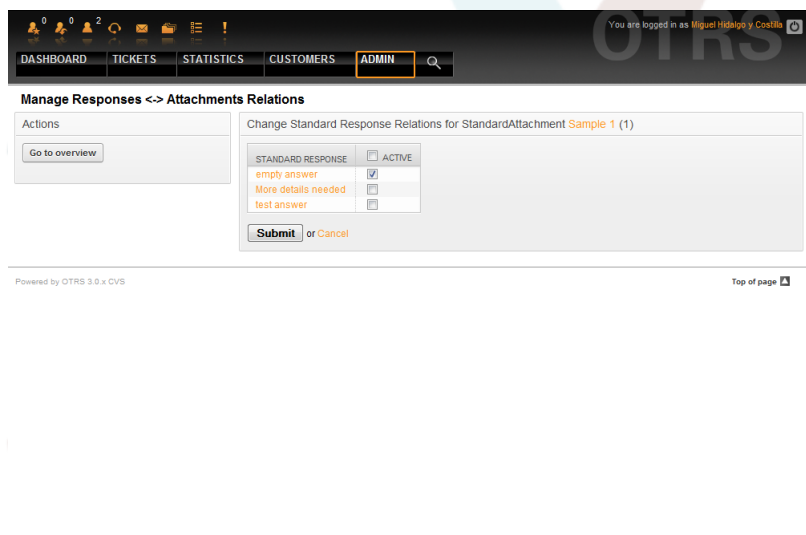 0 0 2 You are logged in as Miguel Hidalgo y Costilla
OTRS
DASHBOARD TICKETS STATISTICS CUSTOMERS ADMIN
Manage Responses <-> Attachments Relations
Actions
Go to overview
Change Standard Response Relations for StandardAttachment Sample 1 (1)
STANDARD RESPONSE ACTIVE
empty answer
More details needed
test answer
Submit or Cancel
Powered by OTRS 3.0.x CVS Top of page